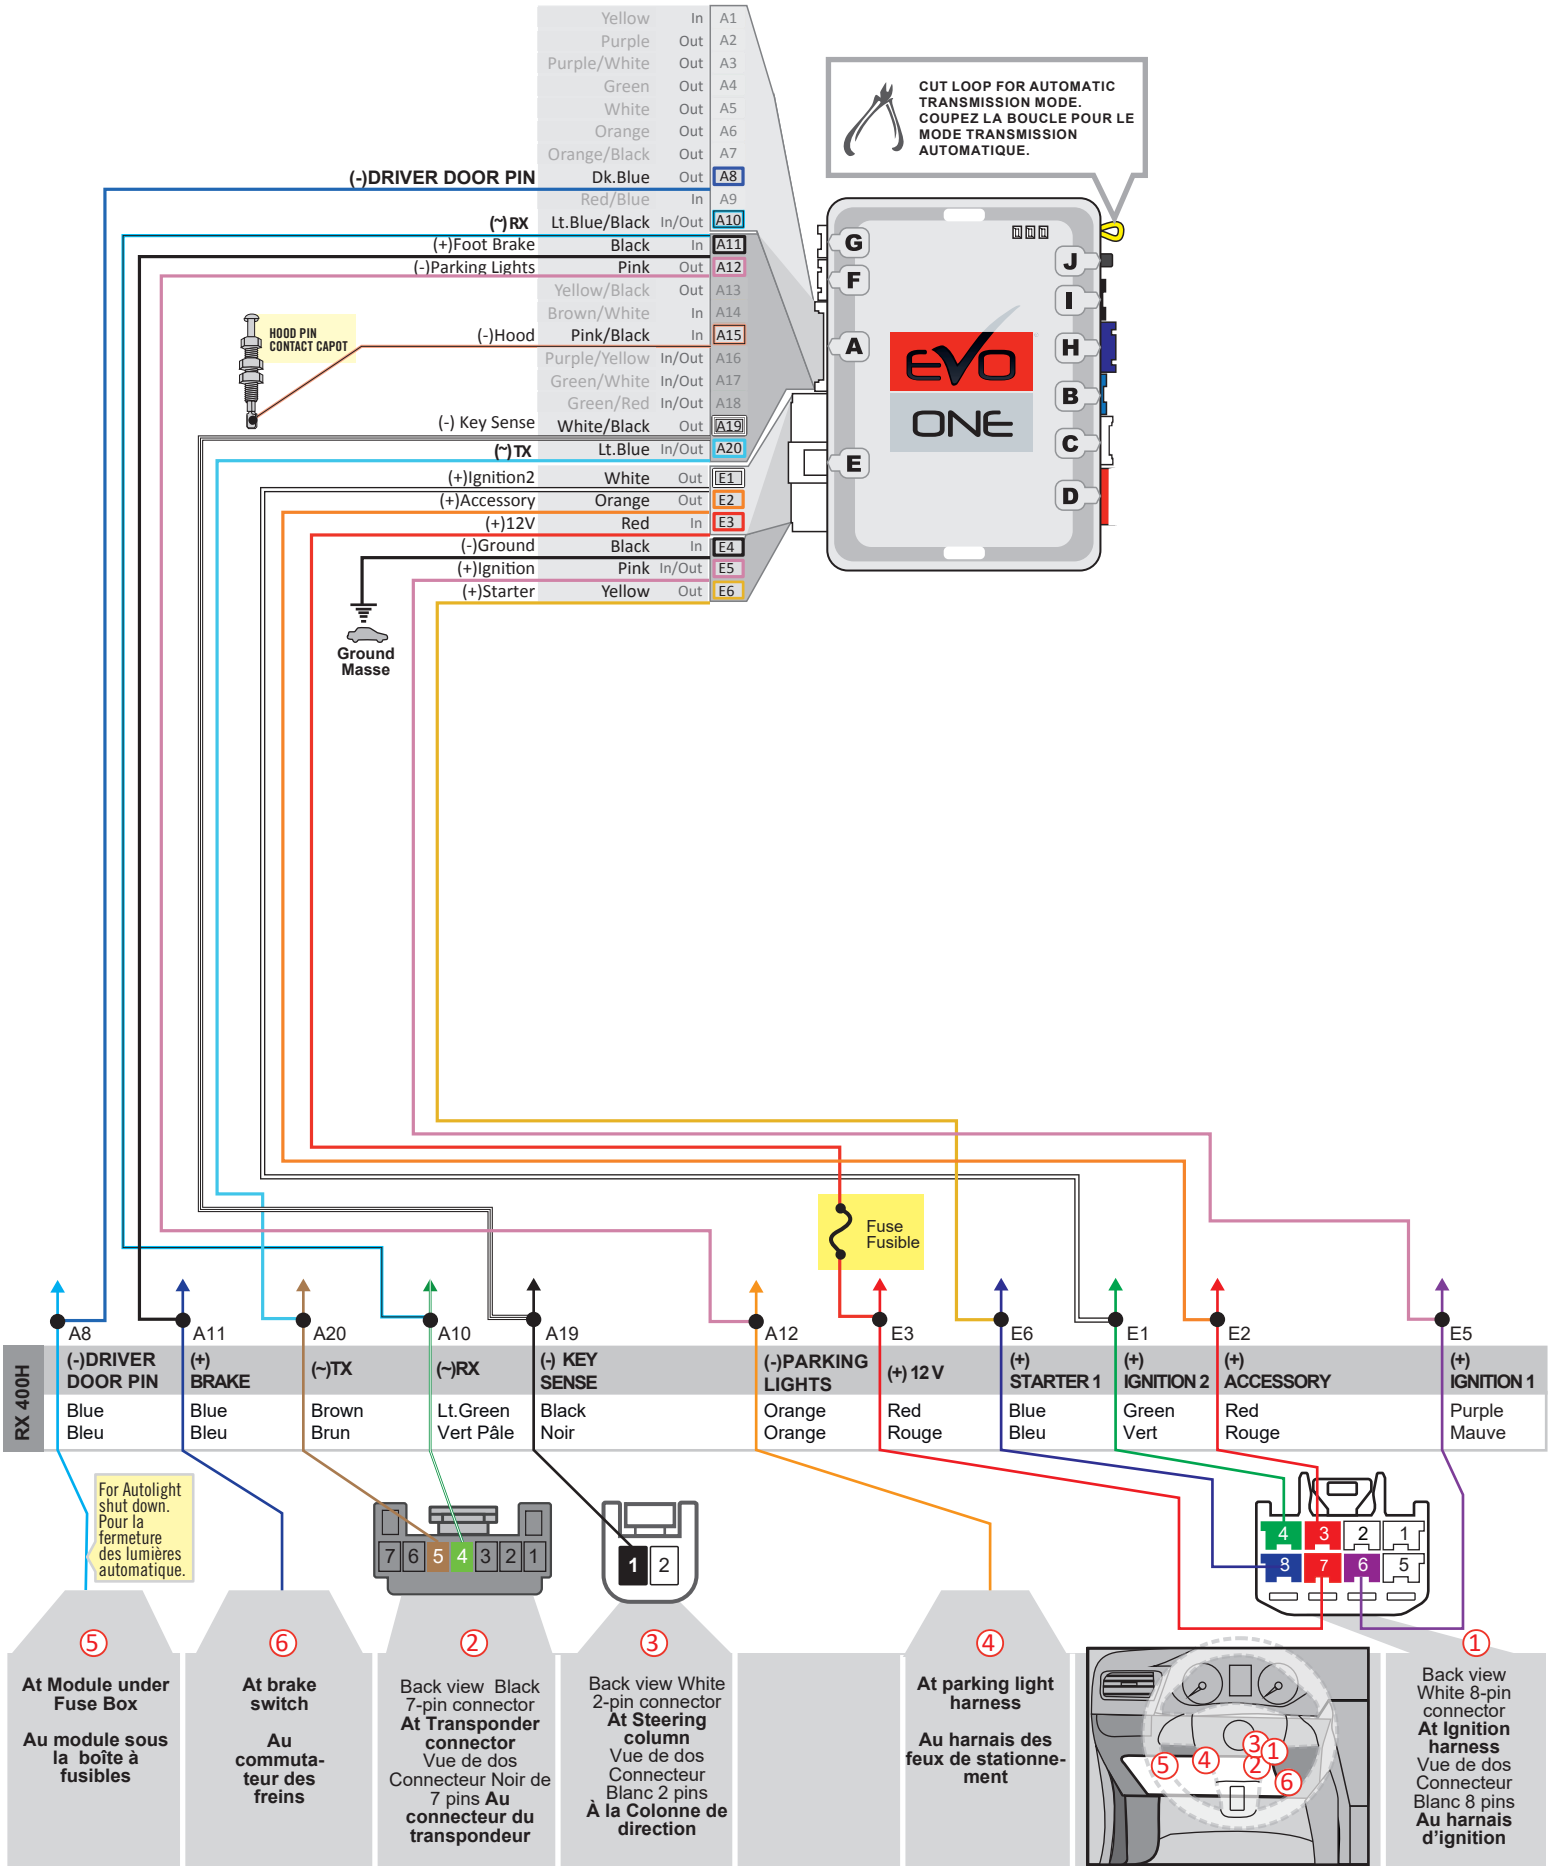 Yellow In A1
Purple Out A2
Purple/White Out A3
Green Out A4
White Out A5
Orange Out A6
Orange/Black Out A7
(-)DRIVER DOOR PIN Dk.Blue Out A8
Red/Blue In A9
(~)RX Lt.Blue/Black In/Out A10
(+)Foot Brake Black In A11
(-)Parking Lights Pink Out A12
Yellow/Black Out A13
Brown/White In A14
(-)Hood Pink/Black In A15
Purple/Yellow In/Out A16
Green/White In/Out A17
Green/Red In/Out A18
(-) Key Sense White/Black Out A19
(~)TX Lt.Blue In/Out A20
(+)Ignition2 White Out E1
(+)Accessory Orange Out E2
(+)12V Red In E3
(-)Ground Black In E4
(+)Ignition Pink In/Out E5
(+)Starter Yellow Out E6
HOOD PIN
CONTACT CAPOT
Ground
Masse
CUT LOOP FOR AUTOMATIC
TRANSMISSION MODE.
COUPEZ LA BOUCLE POUR LE
MODE TRANSMISSION
AUTOMATIQUE.
G
F
A
E
J
I
H
B
C
D
EVO
ONE
Fuse
Fusible
A8 A11 A20 A10 A19 A12 E3 E6 E1 E2 E5
RX 400H
(-)DRIVER
DOOR PIN
(+)
BRAKE
(~)TX
(~)RX
(-) KEY
SENSE
(-)PARKING
LIGHTS
(+) 12 V
(+)
STARTER 1
(+)
IGNITION 2
(+)
ACCESSORY
(+)
IGNITION 1
Blue
Bleu
Blue
Bleu
Brown
Brun
Lt.Green
Vert Pâle
Black
Noir
Orange
Orange
Red
Rouge
Blue
Bleu
Green
Vert
Red
Rouge
Purple
Mauve
For Autolight
shut down.
Pour la
fermeture
des lumières
automatique.
7 6 5 4 3 2 1
1 2
4 3 2 1
8 7 6 5
5
At Module under
Fuse Box
Au module sous
la boîte à
fusibles
6
At brake
switch
Au
commuta-
teur des
freins
2
Back view Black
7-pin connector
At Transponder
connector
Vue de dos
Connecteur Noir de
7 pins Au
connecteur du
transpondeur
3
Back view White
2-pin connector
At Steering
column
Vue de dos
Connecteur
Blanc 2 pins
À la Colonne de
direction
4
At parking light
harness
Au harnais des
feux de stationne-
ment
5 4 3 1 2 6
1
Back view
White 8-pin
connector
At Ignition
harness
Vue de dos
Connecteur
Blanc 8 pins
Au harnais
d'ignition